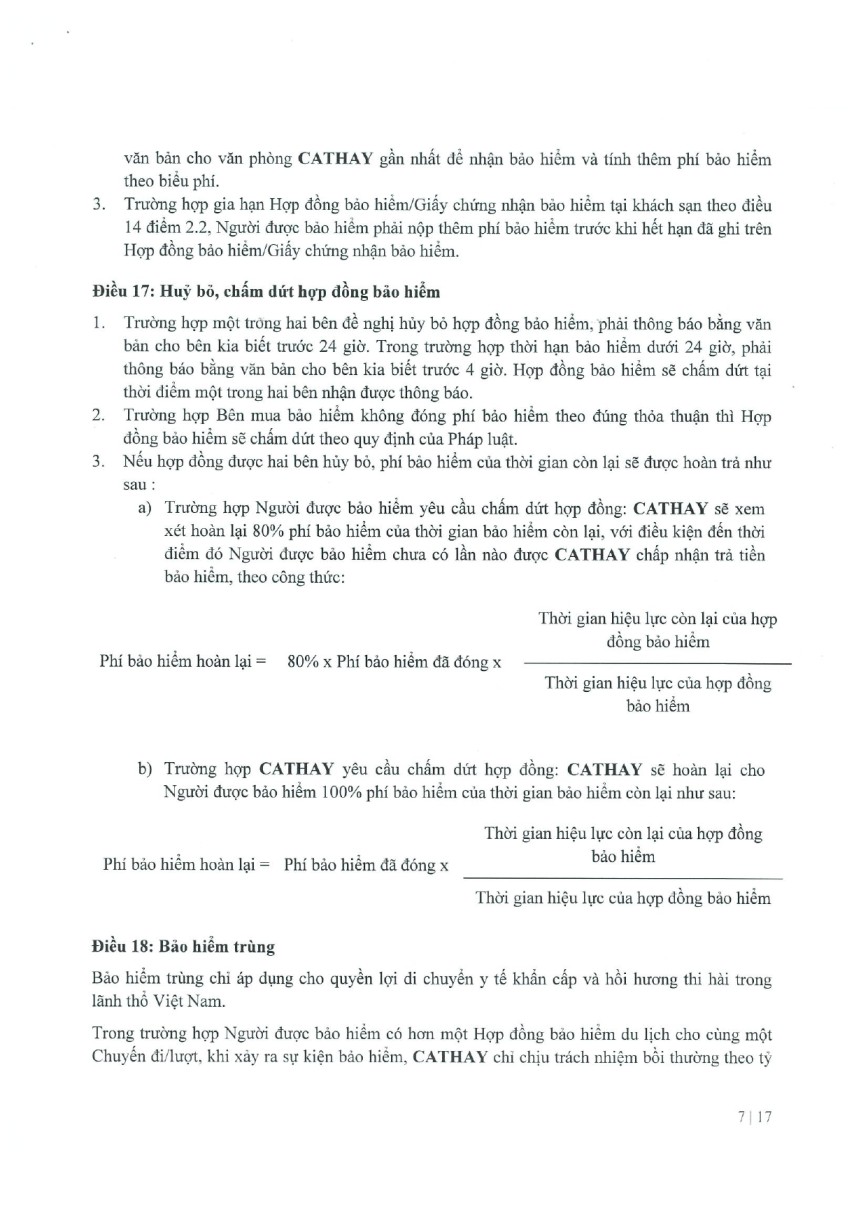 văn bản cho văn phòng CATHAY gần nhất để nhận bảo hiểm và tính thêm phí bảo hiểm
theo biểu phí.
3. Trường hợp gia hạn Hợp đồng bảo hiểm/Giấy chứng nhận bảo hiểm tại khách sạn theo điều
14 điểm 2.2, Người được bảo hiểm phải nộp thêm phí bảo hiểm trước khi hết hạn đã ghi trên
Hợp đồng bảo hiểm/Giấy chứng nhận bảo hiểm.
Điều 17: Huỷ bỏ, chấm dứt hợp đồng bảo hiểm
1. Trường hợp một trong hai bên đề nghị hủy bỏ hợp đồng bảo hiểm, phải thông báo bằng văn
bản cho bên kia biết trước 24 giờ. Trong trường hợp thời hạn bảo hiểm dưới 24 giờ, phải
thông báo bằng văn bản cho bên kia biết trước 4 giờ. Hợp đồng bảo hiểm sẽ chấm dứt tại
thời điểm một trong hai bên nhận được thông báo.
2. Trường hợp Bên mua bảo hiểm không đóng phí bảo hiểm theo đúng thỏa thuận thì Hợp
đồng bảo hiểm sẽ chấm dứt theo quy định của Pháp luật.
3. Nếu hợp đồng được hai bên hủy bỏ, phí bảo hiểm của thời gian còn lại sẽ được hoàn trả như
sau :
a) Trường hợp Người được bảo hiểm yêu cầu chấm dứt hợp đồng: CATHAY sẽ xem
xét hoàn lại 80% phí bảo hiểm của thời gian bảo hiểm còn lại, với điều kiện đến thời
điểm đó Người được bảo hiểm chưa có lần nào được CATHAY chấp nhận trả tiền
bảo hiểm, theo công thức:
Thời gian hiệu lực còn lại của hợp
đồng bảo hiểm
Phí bảo hiểm hoàn lại = 80% x Phí bảo hiểm đã đóng x
Thời gian hiệu lực của hợp đồng
bảo hiểm
b) Trường hợp CATHAY yêu cầu chấm dứt hợp đồng: CATHAY sẽ hoàn lại cho
Người được bảo hiểm 100% phí bảo hiểm của thời gian bảo hiểm còn lại như sau:
Thời gian hiệu lực còn lại của hợp đồng
bảo hiểm
Phí bảo hiểm hoàn lại = Phí bảo hiểm đã đóng x
Thời gian hiệu lực của hợp đồng bảo hiểm
Điều 18: Bảo hiểm trùng
Bảo hiểm trùng chỉ áp dụng cho quyền lợi di chuyển y tế khẩn cấp và hồi hương thi hài trong
lãnh thổ Việt Nam.
Trong trường hợp Người được bảo hiểm có hơn một Hợp đồng bảo hiểm du lịch cho cùng một
Chuyến đi/lượt, khi xảy ra sự kiện bảo hiểm, CATHAY chỉ chịu trách nhiệm bồi thường theo tỷ
7 | 17